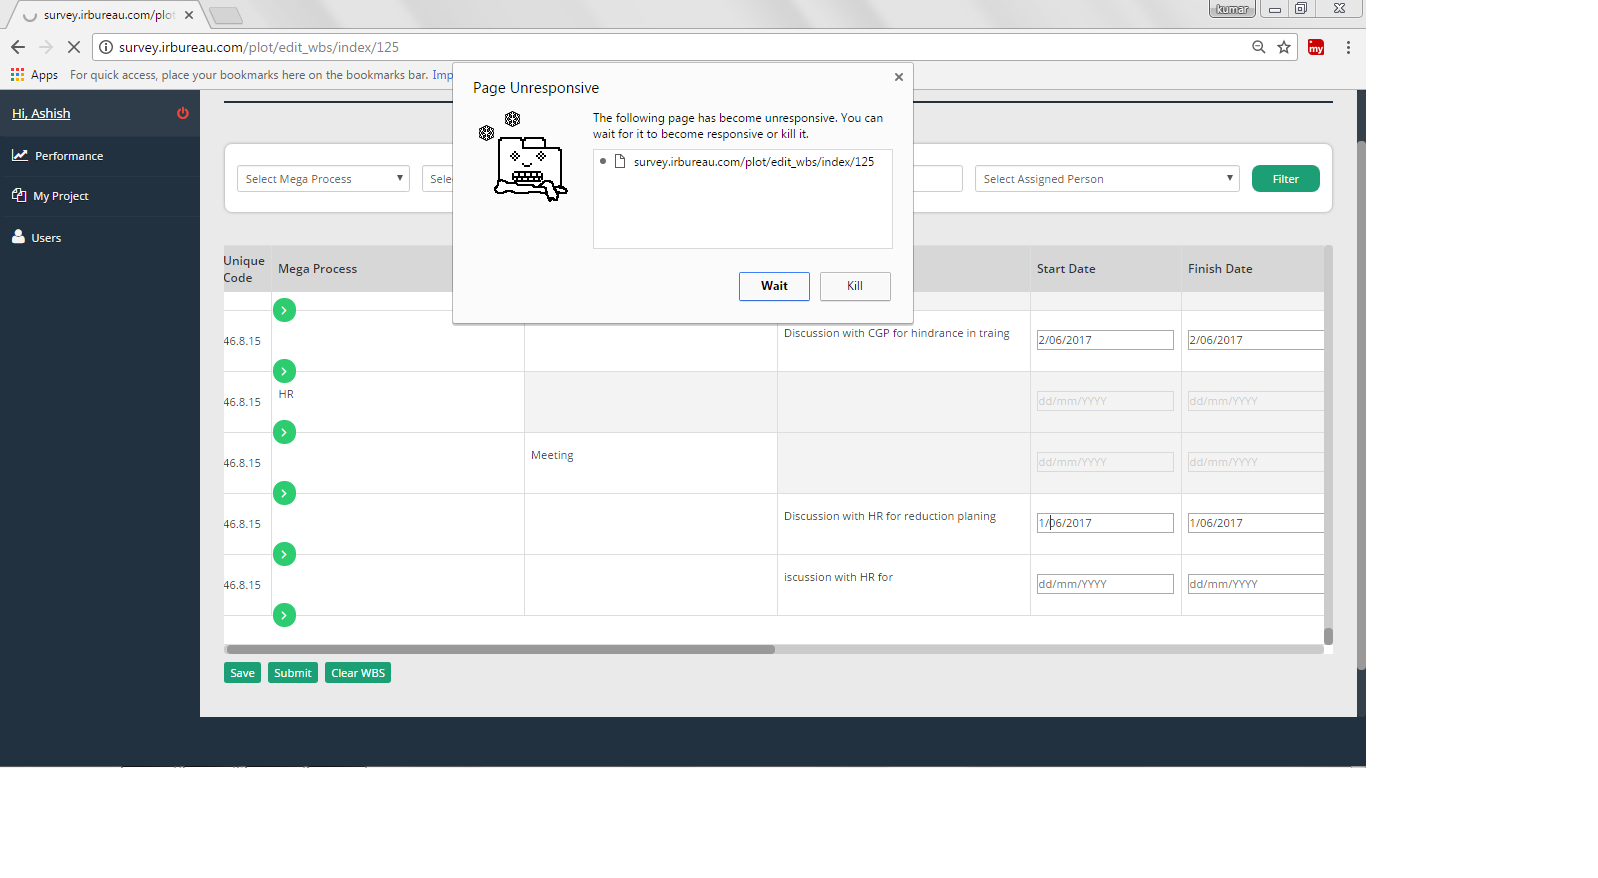 survey.irbureau.com/plot
kumar
survey.irbureau.com/plot/edit_wbs/index/125
my
Apps For quick access, place your bookmarks here on the bookmarks bar. Imp
Page Unresponsive
The following page has become unresponsive. You can
wait for it to become responsive or kill it.
survey.irbureau.com/plot/edit_wbs/index/125
Wait Kill
Hi, Ashish
Performance
My Project
Users
Select Mega Process Sele Select Assigned Person Filter
Unique
Code Mega Process Start Date Finish Date
46.8.15 Discussion with CGP for hindrance in traing 2/06/2017 2/06/2017
46.8.15 HR dd/mm/YYYY dd/mm/YYYY
46.8.15 Meeting dd/mm/YYYY dd/mm/YYYY
46.8.15 Discussion with HR for reduction planing 1/06/2017 1/06/2017
46.8.15 iscussion with HR for dd/mm/YYYY dd/mm/YYYY
Save Submit Clear WBS